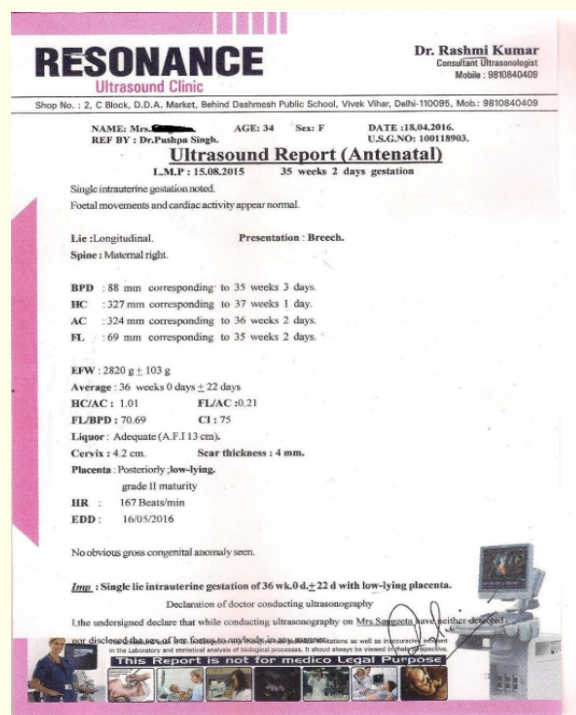 RESONANCE
Ultrasound Clinic
Dr. Rashmi Kumar
Consultant Ultrasonologist
Mobile : 9810840409
Shop No. : 2, C Block, D.D.A. Market, Behind Dashmesh Public School, Vivek Vihar, Delhi-110095, Mob.: 9810840409
NAME: Mrs. AGE: 34 Sex: F DATE :18.04.2016.
REF BY : Dr.Pushpa Singh. U.S.G.NO: 100118903.
Ultrasound Report (Antenatal)
L.M.P : 15.08.2015 35 weeks 2 days gestation
Single intrauterine gestation noted.
Foetal movements and cardiac activity appear normal.
Lie :Longitudinal. Presentation : Breech.
Spine : Maternal right.
BPD : 88 mm corresponding to 35 weeks 3 days.
HC : 327 mm corresponding to 37 weeks 1 day.
AC : 324 mm corresponding to 36 weeks 2 days.
FL : 69 mm corresponding to 35 weeks 2 days.
EFW : 2820 g ± 103 g
Average : 36 weeks 0 days ± 22 days
HC/AC : 1.01 FL/AC :0.21
FL/BPD : 70.69 CI : 75
Liquor : Adequate (A.F.I 13 cm).
Cervix : 4.2 cm. Scar thickness : 4 mm.
Placenta : Posteriorly ;low-lying.
grade II maturity
HR : 167 Beats/min
EDD : 16/05/2016
No obvious gross congenital anomaly seen.
Imp : Single lie intrauterine gestation of 36 wk.0 d.± 22 d with low-lying placenta.
Declaration of doctor conducting ultrasonography
I,the undersigned declare that while conducting ultrasonography on Mrs Sangeeta have neither detected
nor disclosed the sex of her foetus to anybody in any manner
in the Laboratory and statistical analysis of biological processes. It shoud always be viewed in
This Report is not for medico Legal Purpose